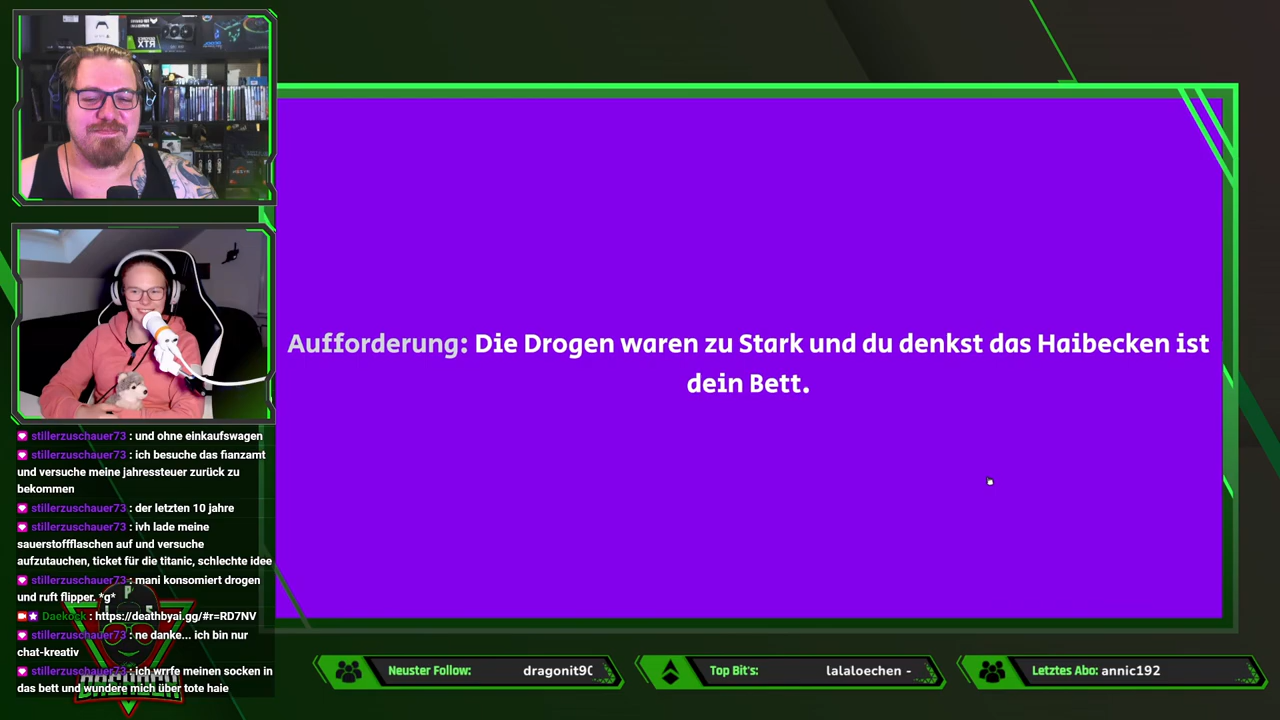 Aufforderung: Die Drogen waren zu Stark und du denkst das Haibecken ist
dein Bett.
stillerzuschauer73 : und ohne einkaufswagen
stillerzuschauer73 : ich besuche das fianzamt
und versuche meine jahressteuer zurück zu
bekommen
stillerzuschauer73 : der letzten 10 jahre
stillerzuschauer73 : ivh lade meine
sauerstoffflaschen auf und versuche
aufzutauchen, ticket für die titanic, schlechte idee
stillerzuschauer73 : mani konsomiert drogen
und ruft flipper. *g*
Daekock : https://deathbyai.gg/#r=RD7NV
stillerzuschauer73 : ne danke... ich bin nur
chat-kreativ
stillerzuschauer73 : ich wrrfe meinen socken in
das bett und wundere mich über tote haie
Neuster Follow: dragonit90
Top Bit's: lalaloechen -
Letztes Abo: annic192